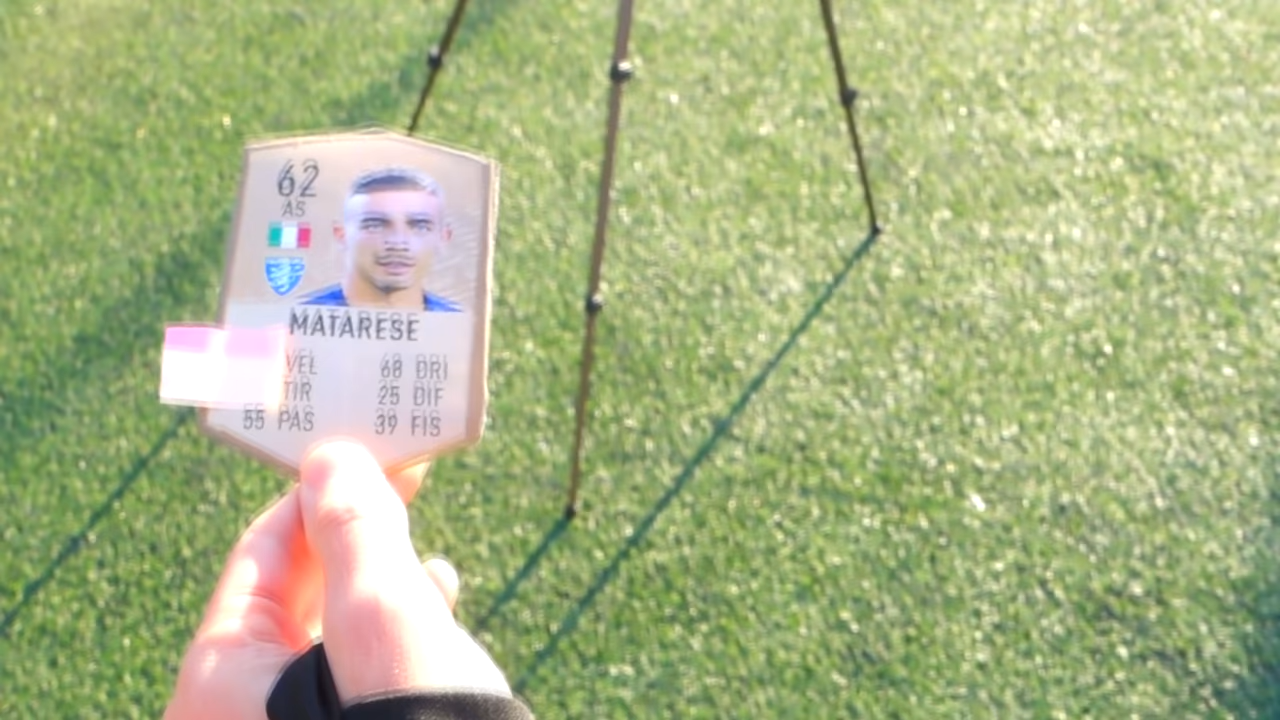 62
AS
MATARESE
VEL 68 DRI
TIR 25 DIF
55 PAS 39 FIS